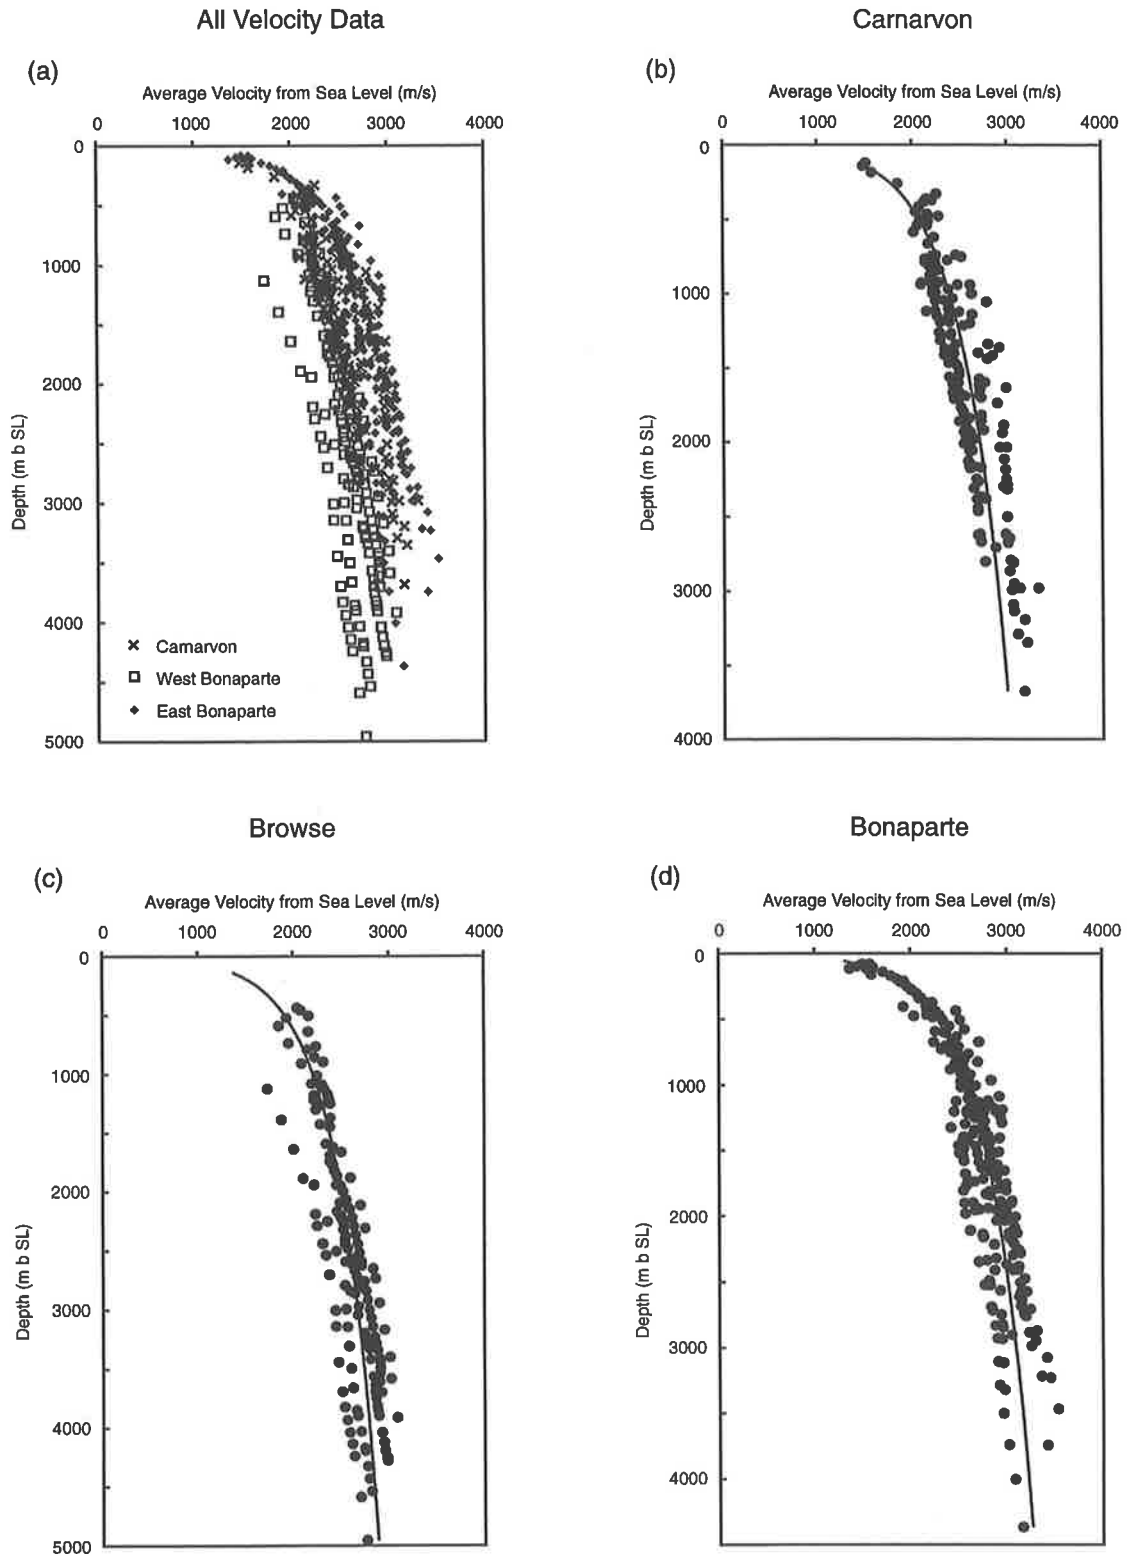 All Velocity Data
(a)
Average Velocity from Sea Level (m/s)
0 1000 2000 3000 4000
0
1000
2000
3000
4000
5000
Depth (m b SL)
Carnarvon
West Bonaparte
East Bonaparte
Carnarvon
(b)
Average Velocity from Sea Level (m/s)
0 1000 2000 3000 4000
0
1000
2000
3000
4000
Depth (m b SL)
Browse
(c)
Average Velocity from Sea Level (m/s)
0 1000 2000 3000 4000
0
1000
2000
3000
4000
5000
Depth (m b SL)
Bonaparte
(d)
Average Velocity from Sea Level (m/s)
0 1000 2000 3000 4000
0
1000
2000
3000
4000
Depth (m b SL)